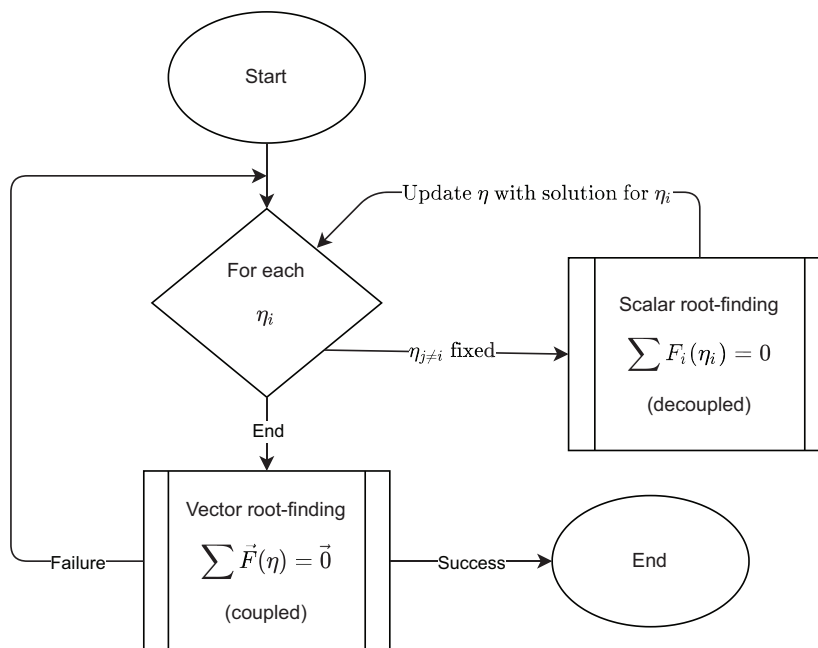 Start
Update η with solution for ηᵢ
For each
ηᵢ
Scalar root-finding
∑ Fᵢ(ηᵢ) = 0
(decoupled)
η_{j≠i} fixed
End
Vector root-finding
∑ F⃗(η) = 0⃗
(coupled)
Failure
Success
End